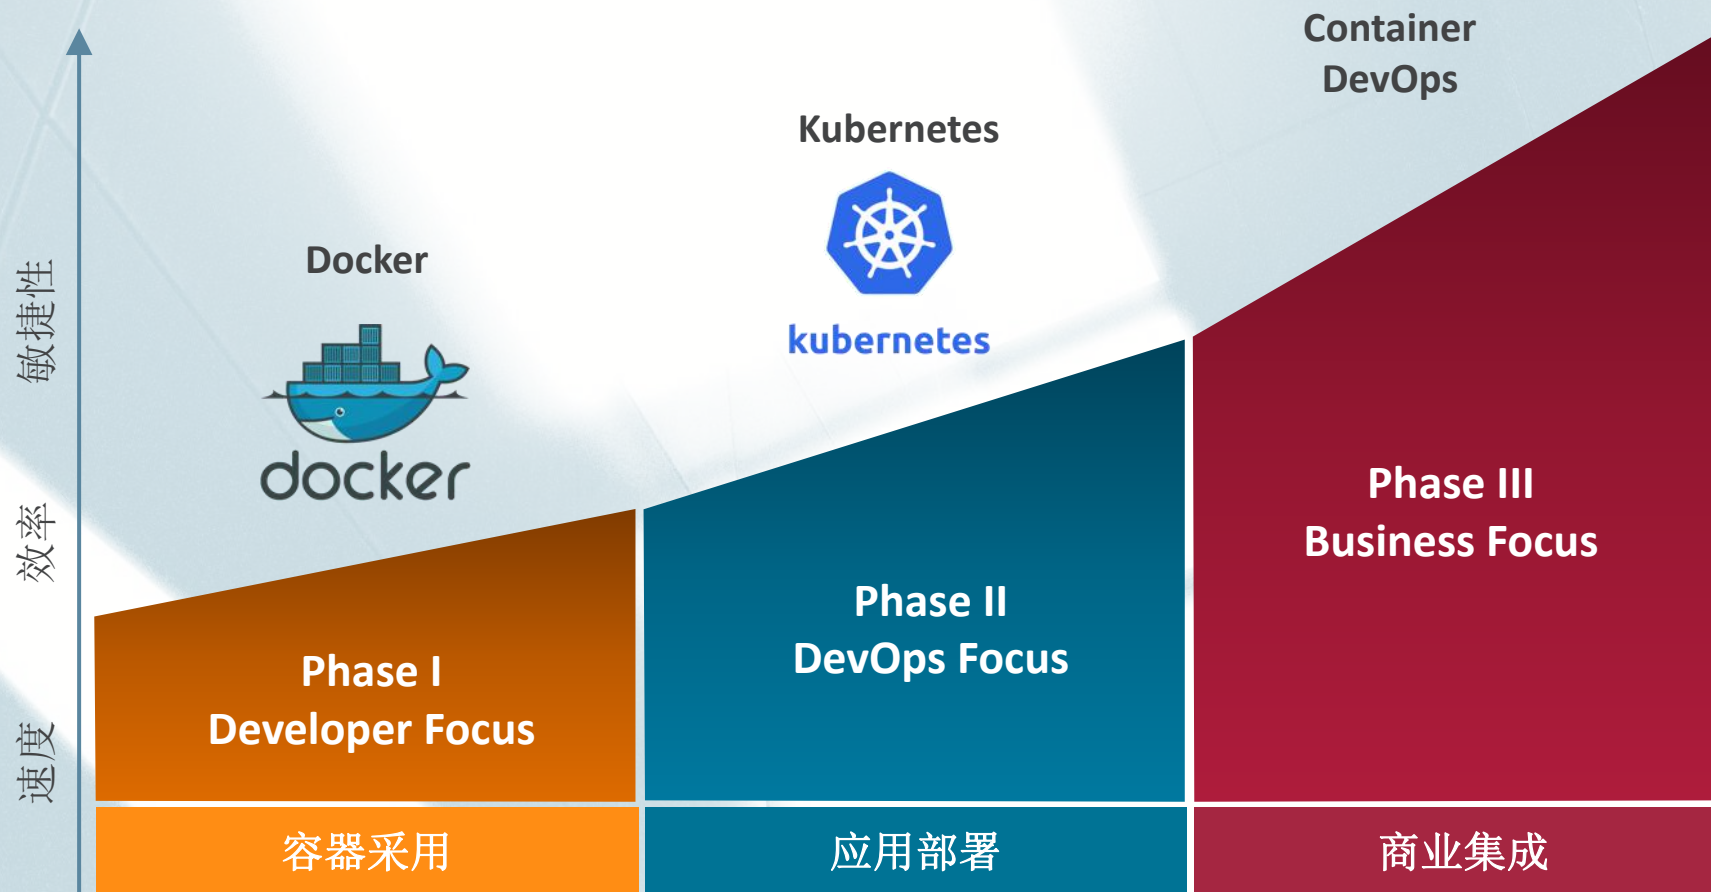 Container
DevOps
Kubernetes
kubernetes
Docker
docker
敏捷性
效率
速度
Phase I
Developer Focus
Phase II
DevOps Focus
Phase III
Business Focus
容器采用
应用部署
商业集成